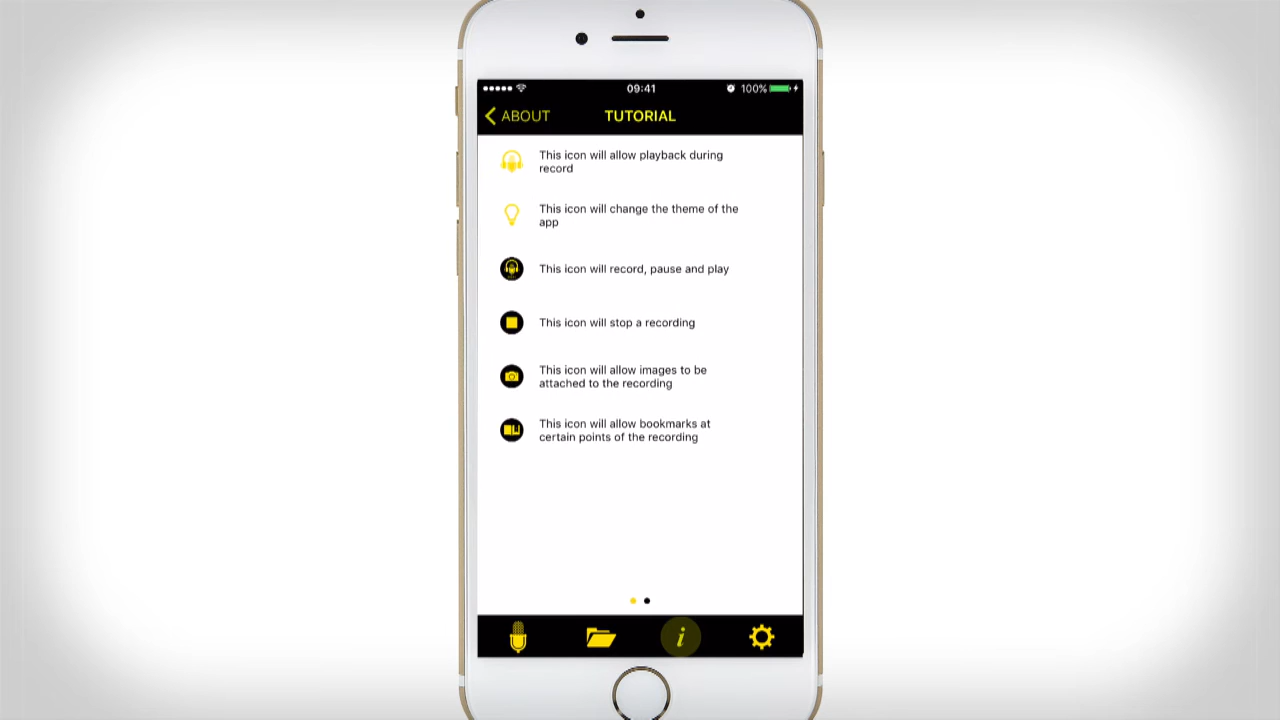 09:41
100%
ABOUT
TUTORIAL
This icon will allow playback during
record
This icon will change the theme of the
app
This icon will record, pause and play
This icon will stop a recording
This icon will allow images to be
attached to the recording
This icon will allow bookmarks at
certain points of the recording
i